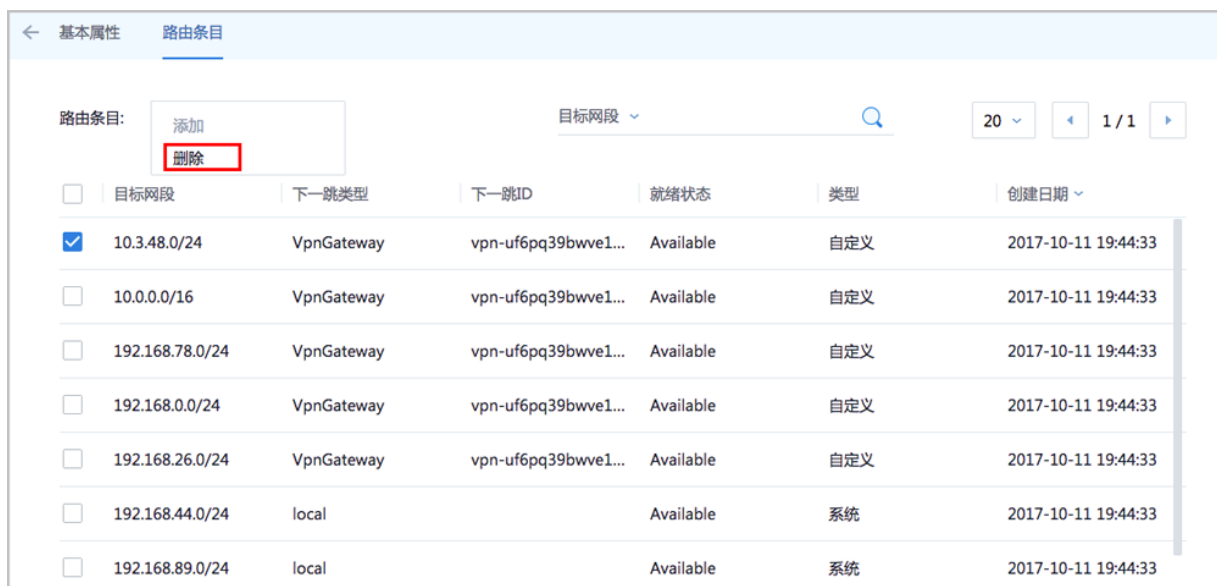 基本属性 路由条目
路由条目: 添加 目标网段 20 1 / 1
删除
目标网段 下一跳类型 下一跳ID 就绪状态 类型 创建日期
10.3.48.0/24 VpnGateway vpn-uf6pq39bwve1... Available 自定义 2017-10-11 19:44:33
10.0.0.0/16 VpnGateway vpn-uf6pq39bwve1... Available 自定义 2017-10-11 19:44:33
192.168.78.0/24 VpnGateway vpn-uf6pq39bwve1... Available 自定义 2017-10-11 19:44:33
192.168.0.0/24 VpnGateway vpn-uf6pq39bwve1... Available 自定义 2017-10-11 19:44:33
192.168.26.0/24 VpnGateway vpn-uf6pq39bwve1... Available 自定义 2017-10-11 19:44:33
192.168.44.0/24 local Available 系统 2017-10-11 19:44:33
192.168.89.0/24 local Available 系统 2017-10-11 19:44:33